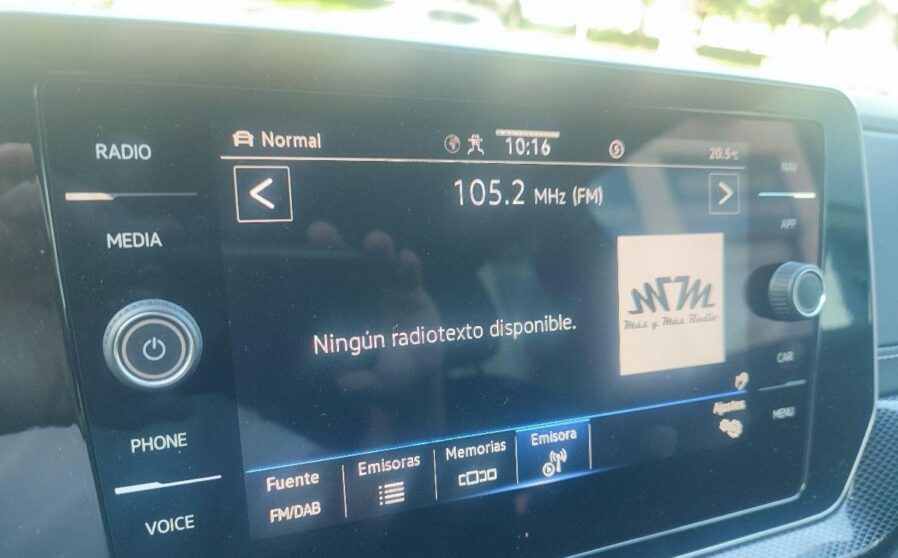 RADIO
MEDIA
PHONE
VOICE
Normal
10:16
20.5°C
105.2 MHz (FM)
Más y Más Radio
Ningún radiotexto disponible.
Ajustes
Fuente
FM/DAB
Emisoras
Memorias
Emisora
NAV
APP
CAR
MENU